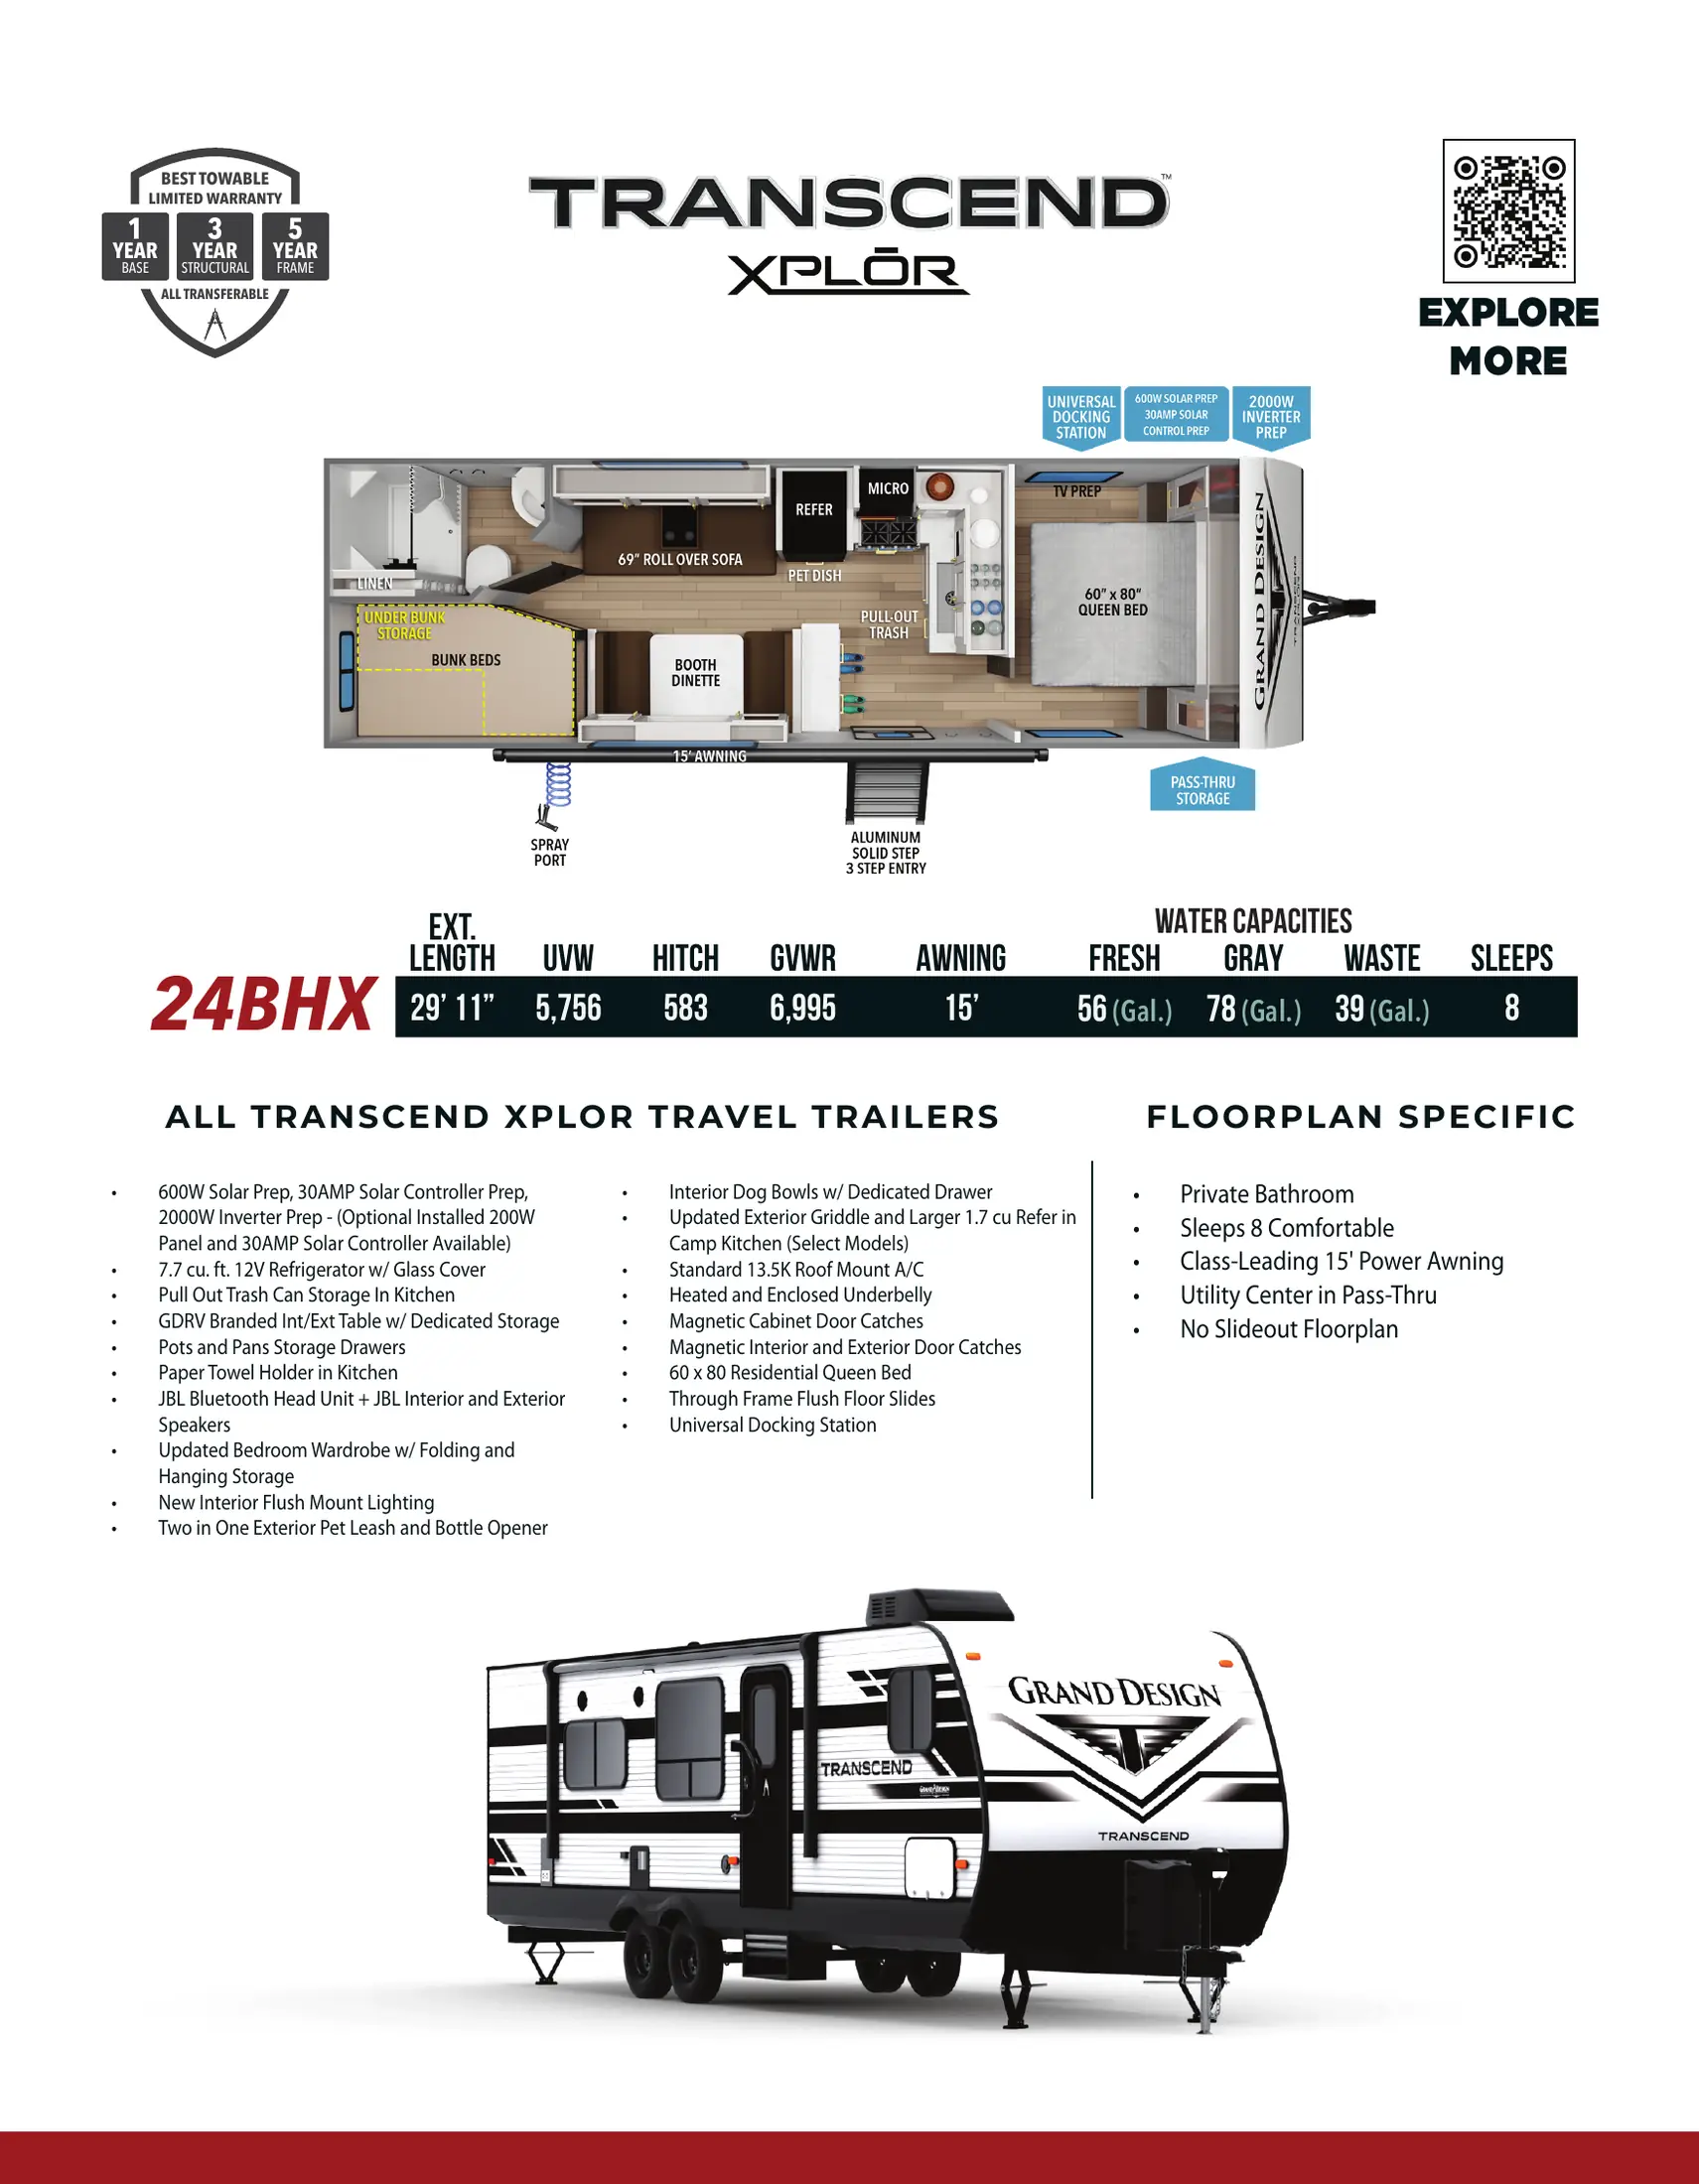 BEST TOWABLE
LIMITED WARRANTY
1 YEAR BASE
3 YEAR STRUCTURAL
5 YEAR FRAME
ALL TRANSFERABLE
TRANSCEND™
XPLŌR
EXPLORE
MORE
UNIVERSAL
DOCKING
STATION
600W SOLAR PREP
30AMP SOLAR
CONTROL PREP
2000W
INVERTER
PREP
LINEN
69” ROLL OVER SOFA
REFER
MICRO
PET DISH
PULL-OUT
TRASH
TV PREP
60” x 80“
QUEEN BED
GRAND DESIGN
TRANSCEND
XPLOR
UNDER BUNK
STORAGE
BUNK BEDS
BOOTH
DINETTE
15’ AWNING
SPRAY
PORT
ALUMINUM
SOLID STEP
3 STEP ENTRY
PASS-THRU
STORAGE
WATER CAPACITIES
EXT.
LENGTH UVW HITCH GVWR AWNING FRESH GRAY WASTE SLEEPS
24BHX 29’ 11” 5,756 583 6,995 15’ 56 (Gal.) 78 (Gal.) 39 (Gal.) 8
ALL TRANSCEND XPLOR TRAVEL TRAILERS
• 600W Solar Prep, 30AMP Solar Controller Prep,
2000W Inverter Prep - (Optional Installed 200W
Panel and 30AMP Solar Controller Available)
• 7.7 cu. ft. 12V Refrigerator w/ Glass Cover
• Pull Out Trash Can Storage In Kitchen
• GDRV Branded Int/Ext Table w/ Dedicated Storage
• Pots and Pans Storage Drawers
• Paper Towel Holder in Kitchen
• JBL Bluetooth Head Unit + JBL Interior and Exterior
Speakers
• Updated Bedroom Wardrobe w/ Folding and
Hanging Storage
• New Interior Flush Mount Lighting
• Two in One Exterior Pet Leash and Bottle Opener
• Interior Dog Bowls w/ Dedicated Drawer
• Updated Exterior Griddle and Larger 1.7 cu Refer in
Camp Kitchen (Select Models)
• Standard 13.5K Roof Mount A/C
• Heated and Enclosed Underbelly
• Magnetic Cabinet Door Catches
• Magnetic Interior and Exterior Door Catches
• 60 x 80 Residential Queen Bed
• Through Frame Flush Floor Slides
• Universal Docking Station
FLOORPLAN SPECIFIC
• Private Bathroom
• Sleeps 8 Comfortable
• Class-Leading 15' Power Awning
• Utility Center in Pass-Thru
• No Slideout Floorplan
GRAND DESIGN
TRANSCEND
GRAND DESIGN
TRANSCEND